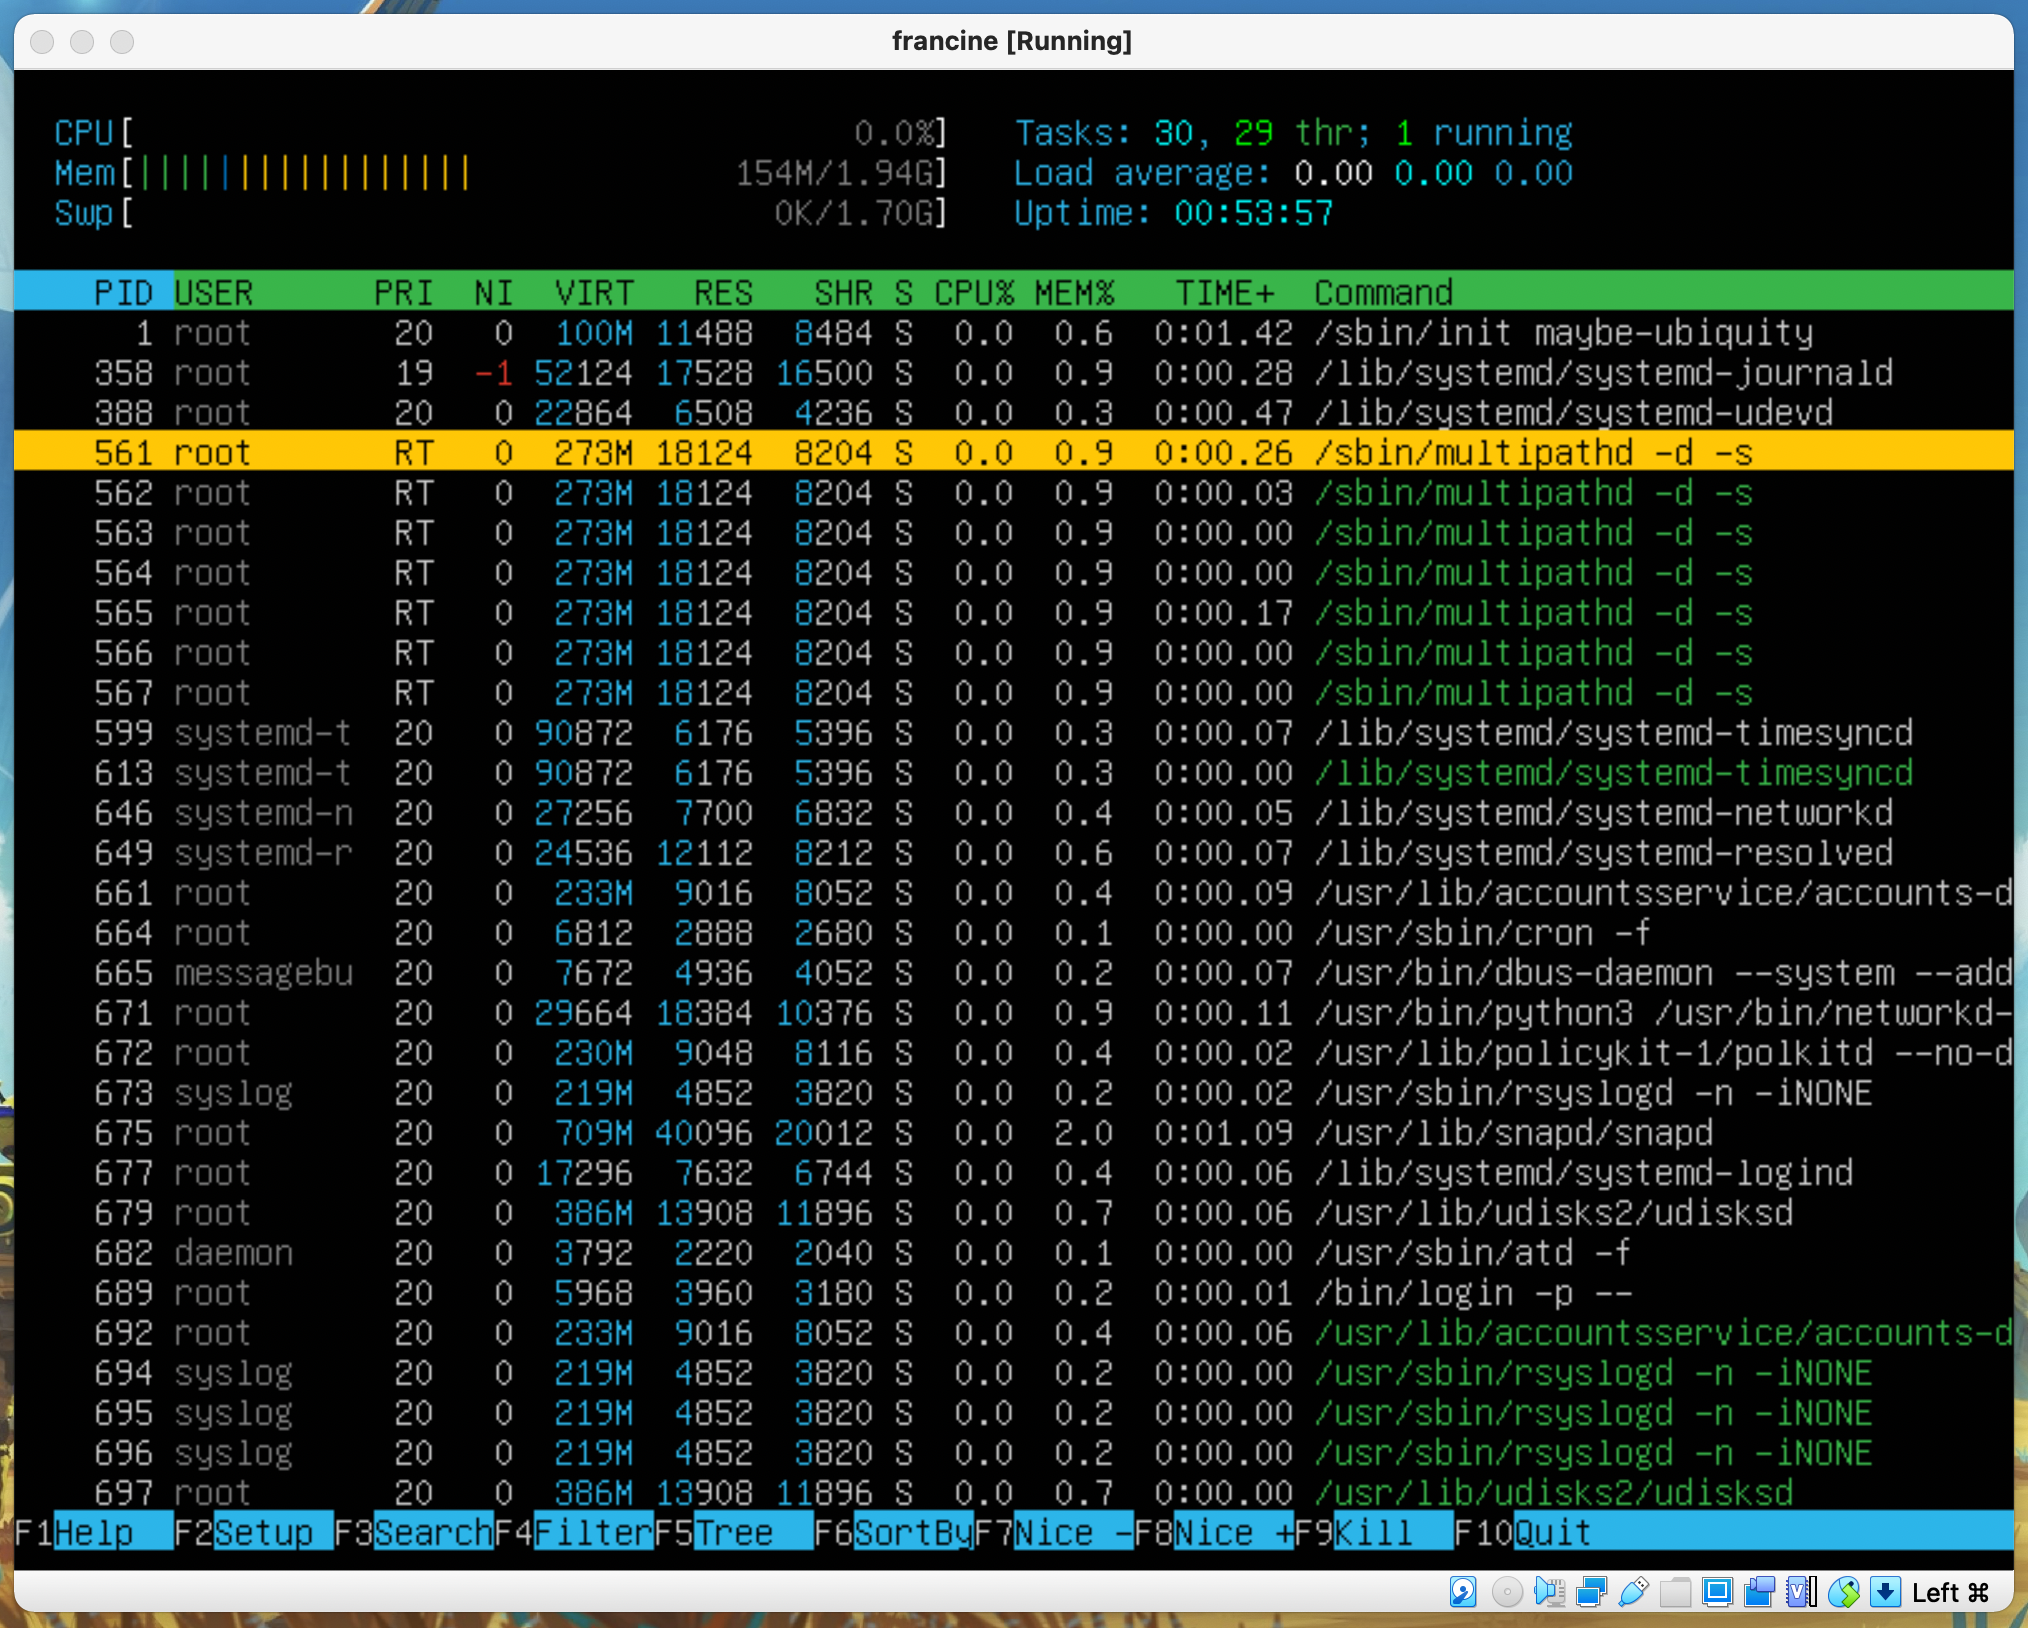 francine [Running]
CPU[ 0.0%] Tasks: 30, 29 thr; 1 running
Mem[|||||||||||||||||154M/1.94G] Load average: 0.00 0.00 0.00
Swp[ 0K/1.70G] Uptime: 00:53:57
PID USER PRI NI VIRT RES SHR S CPU% MEM% TIME+ Command
1 root 20 0 100M 11488 8484 S 0.0 0.6 0:01.42 /sbin/init maybe-ubiquity
358 root 19 -1 52124 17528 16500 S 0.0 0.9 0:00.28 /lib/systemd/systemd-journald
388 root 20 0 22864 6508 4236 S 0.0 0.3 0:00.47 /lib/systemd/systemd-udevd
561 root RT 0 273M 18124 8204 S 0.0 0.9 0:00.26 /sbin/multipathd -d -s
562 root RT 0 273M 18124 8204 S 0.0 0.9 0:00.03 /sbin/multipathd -d -s
563 root RT 0 273M 18124 8204 S 0.0 0.9 0:00.00 /sbin/multipathd -d -s
564 root RT 0 273M 18124 8204 S 0.0 0.9 0:00.00 /sbin/multipathd -d -s
565 root RT 0 273M 18124 8204 S 0.0 0.9 0:00.17 /sbin/multipathd -d -s
566 root RT 0 273M 18124 8204 S 0.0 0.9 0:00.00 /sbin/multipathd -d -s
567 root RT 0 273M 18124 8204 S 0.0 0.9 0:00.00 /sbin/multipathd -d -s
599 systemd-t 20 0 90872 6176 5396 S 0.0 0.3 0:00.07 /lib/systemd/systemd-timesyncd
613 systemd-t 20 0 90872 6176 5396 S 0.0 0.3 0:00.00 /lib/systemd/systemd-timesyncd
646 systemd-n 20 0 27256 7700 6832 S 0.0 0.4 0:00.05 /lib/systemd/systemd-networkd
649 systemd-r 20 0 24536 12112 8212 S 0.0 0.6 0:00.07 /lib/systemd/systemd-resolved
661 root 20 0 233M 9016 8052 S 0.0 0.4 0:00.09 /usr/lib/accountsservice/accounts-d
664 root 20 0 6812 2888 2680 S 0.0 0.1 0:00.00 /usr/sbin/cron -f
665 messagebu 20 0 7672 4936 4052 S 0.0 0.2 0:00.07 /usr/bin/dbus-daemon --system --add
671 root 20 0 29664 18384 10376 S 0.0 0.9 0:00.11 /usr/bin/python3 /usr/bin/networkd-
672 root 20 0 230M 9048 8116 S 0.0 0.4 0:00.02 /usr/lib/policykit-1/polkitd --no-d
673 syslog 20 0 219M 4852 3820 S 0.0 0.2 0:00.02 /usr/sbin/rsyslogd -n -iNONE
675 root 20 0 709M 40096 20012 S 0.0 2.0 0:01.09 /usr/lib/snapd/snapd
677 root 20 0 17296 7632 6744 S 0.0 0.4 0:00.06 /lib/systemd/systemd-logind
679 root 20 0 386M 13908 11896 S 0.0 0.7 0:00.06 /usr/lib/udisks2/udisksd
682 daemon 20 0 3792 2220 2040 S 0.0 0.1 0:00.00 /usr/sbin/atd -f
689 root 20 0 5968 3960 3180 S 0.0 0.2 0:00.01 /bin/login -p --
692 root 20 0 233M 9016 8052 S 0.0 0.4 0:00.06 /usr/lib/accountsservice/accounts-d
694 syslog 20 0 219M 4852 3820 S 0.0 0.2 0:00.00 /usr/sbin/rsyslogd -n -iNONE
695 syslog 20 0 219M 4852 3820 S 0.0 0.2 0:00.00 /usr/sbin/rsyslogd -n -iNONE
696 syslog 20 0 219M 4852 3820 S 0.0 0.2 0:00.00 /usr/sbin/rsyslogd -n -iNONE
697 root 20 0 386M 13908 11896 S 0.0 0.7 0:00.00 /usr/lib/udisks2/udisksd
F1Help F2Setup F3SearchF4FilterF5Tree F6SortByF7Nice -F8Nice +F9Kill F10Quit
Left ⌘